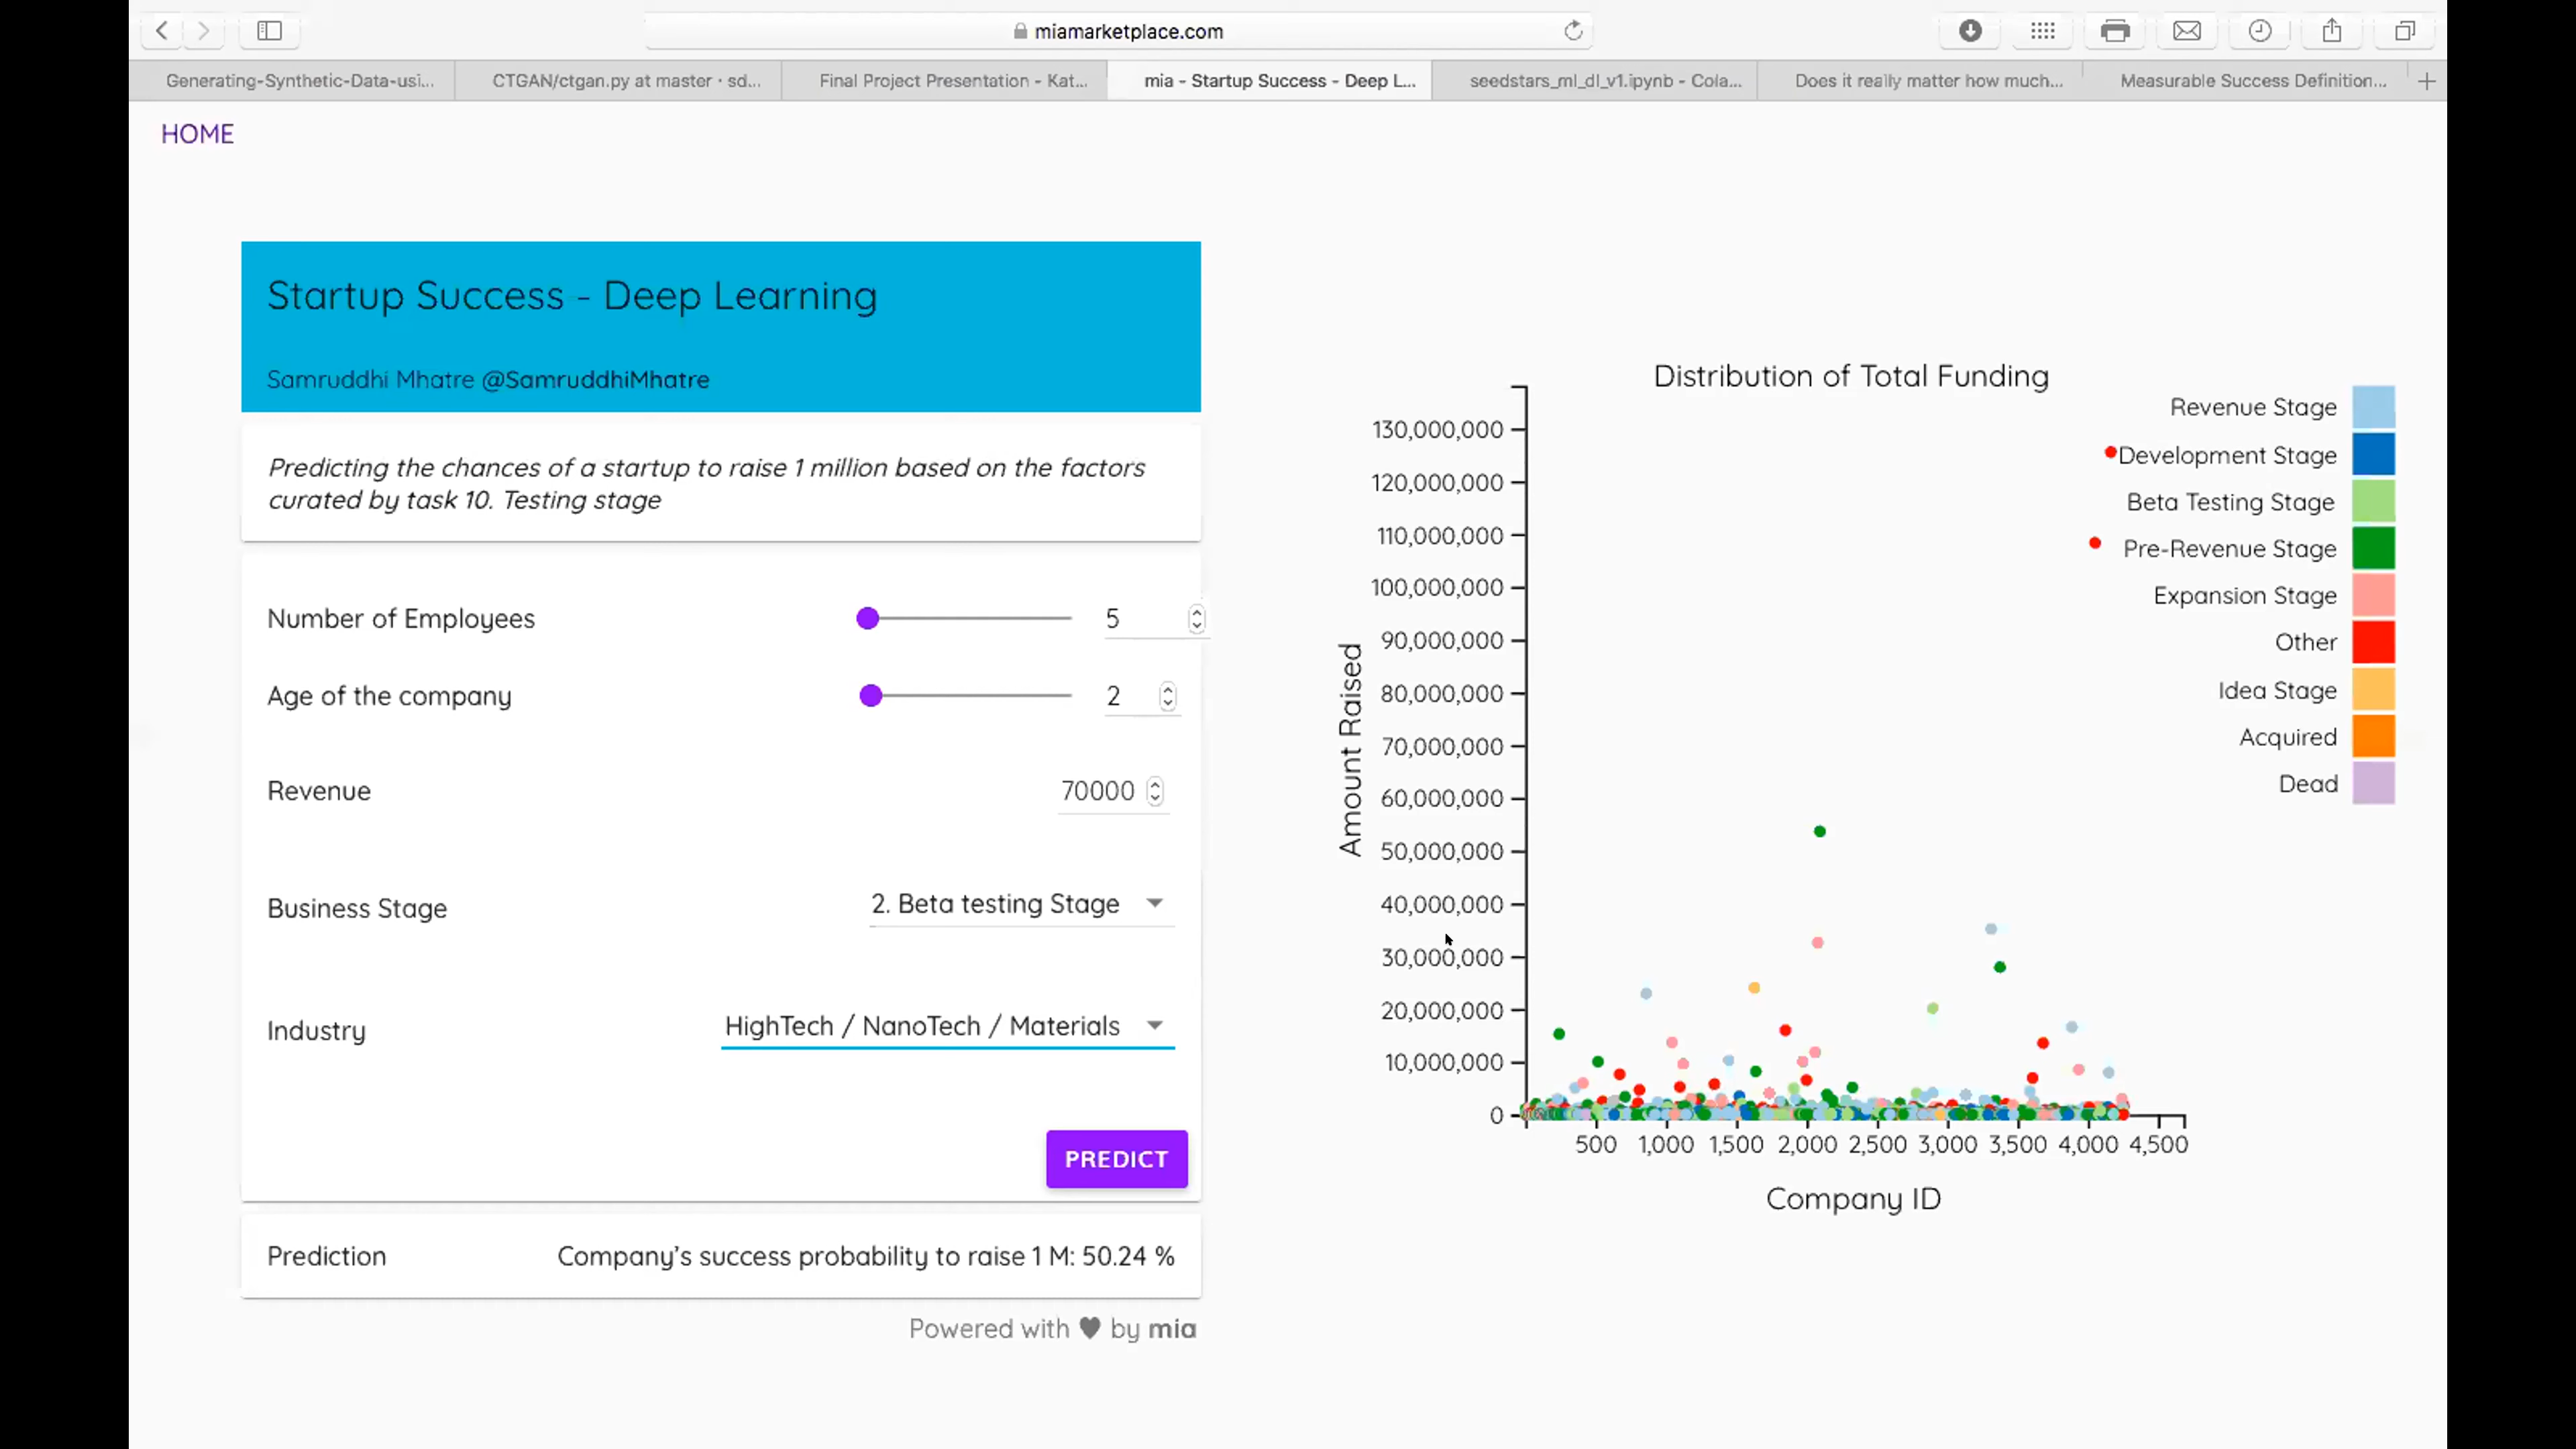 miamarketplace.com
Generating-Synthetic-Data-usi...
CTGAN/ctgan.py at master · sd...
Final Project Presentation - Kat...
mia - Startup Success - Deep L...
seedstars_ml_dl_v1.ipynb - Cola...
Does it really matter how much...
Measurable Success Definition...
HOME
Startup Success - Deep Learning
Samruddhi Mhatre @SamruddhiMhatre
Predicting the chances of a startup to raise 1 million based on the factors
curated by task 10. Testing stage
Number of Employees 5
Age of the company 2
Revenue 70000
Business Stage 2. Beta testing Stage
Industry HighTech / NanoTech / Materials
PREDICT
Prediction Company's success probability to raise 1 M: 50.24 %
Powered with ♥ by mia
Distribution of Total Funding
Amount Raised
130,000,000
120,000,000
110,000,000
100,000,000
90,000,000
80,000,000
70,000,000
60,000,000
50,000,000
40,000,000
30,000,000
20,000,000
10,000,000
0
500 1,000 1,500 2,000 2,500 3,000 3,500 4,000 4,500
Company ID
Revenue Stage
Development Stage
Beta Testing Stage
Pre-Revenue Stage
Expansion Stage
Other
Idea Stage
Acquired
Dead